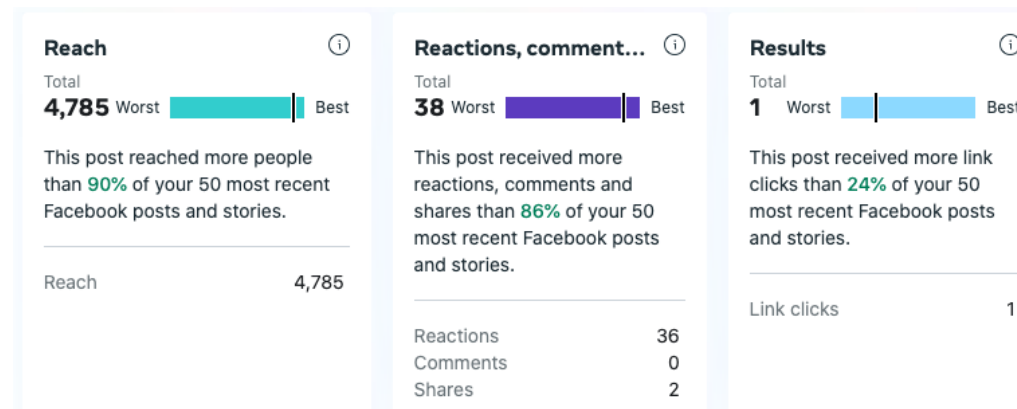 Reach
Total
4,785 Worst Best
This post reached more people
than 90% of your 50 most recent
Facebook posts and stories.
Reach 4,785
Reactions, comment...
Total
38 Worst Best
This post received more
reactions, comments and
shares than 86% of your 50
most recent Facebook posts
and stories.
Reactions 36
Comments 0
Shares 2
Results
Total
1 Worst Best
This post received more link
clicks than 24% of your 50
most recent Facebook posts
and stories.
Link clicks 1